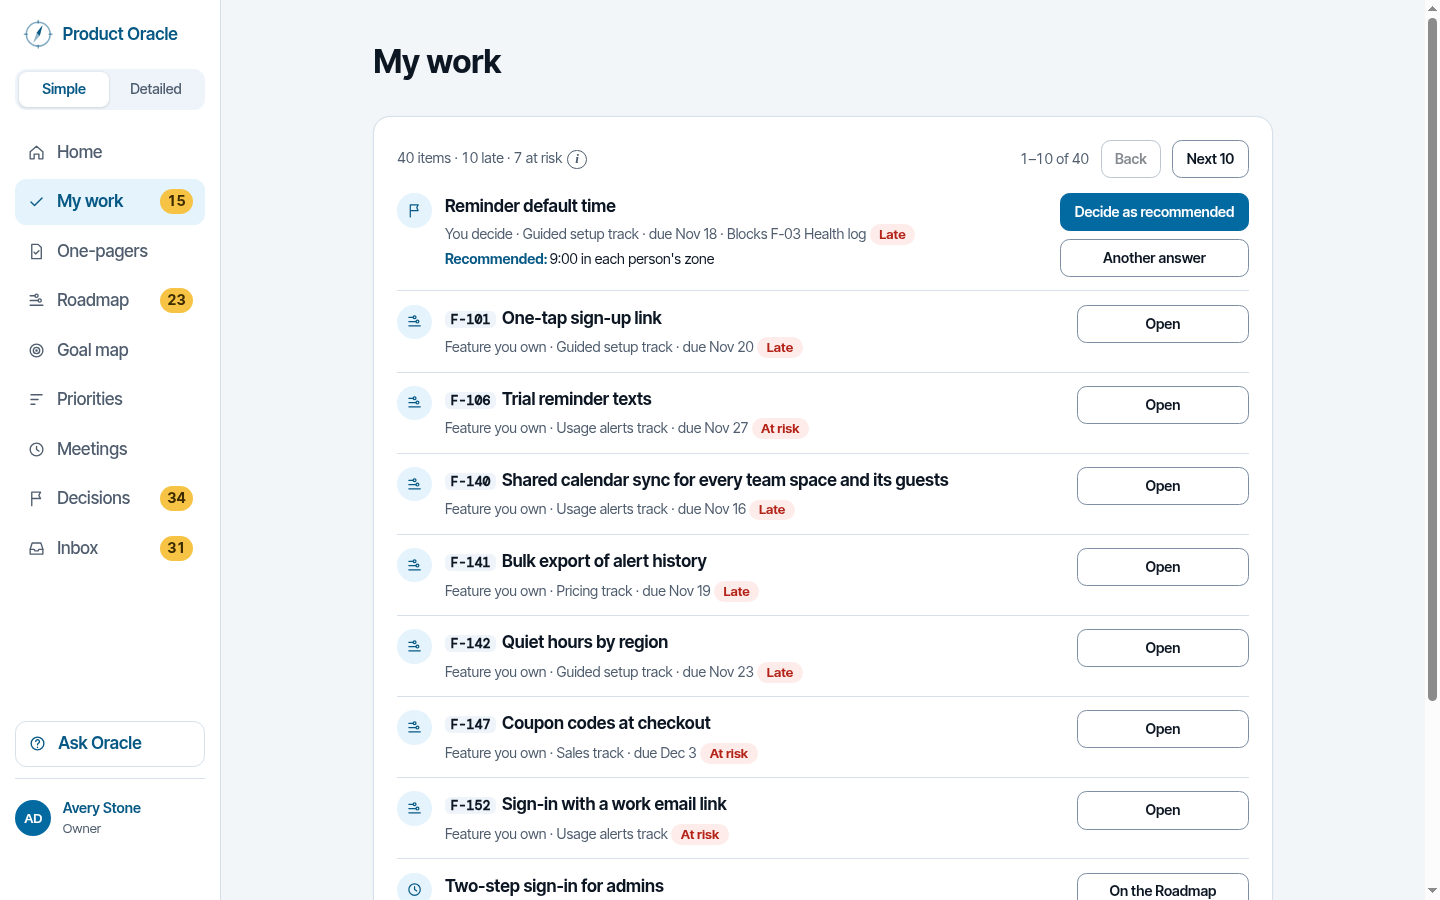 Product Oracle
Simple
Detailed
Home
My work
15
One-pagers
Roadmap
23
Goal map
Priorities
Meetings
Decisions
34
Inbox
31
Ask Oracle
AD
Avery Stone
Owner
My work
40 items · 10 late · 7 at risk i
1–10 of 40
Back
Next 10
Reminder default time
You decide · Guided setup track · due Nov 18 · Blocks F-03 Health log Late
Recommended: 9:00 in each person's zone
Decide as recommended
Another answer
F-101 One-tap sign-up link
Feature you own · Guided setup track · due Nov 20 Late
Open
F-106 Trial reminder texts
Feature you own · Usage alerts track · due Nov 27 At risk
Open
F-140 Shared calendar sync for every team space and its guests
Feature you own · Usage alerts track · due Nov 16 Late
Open
F-141 Bulk export of alert history
Feature you own · Pricing track · due Nov 19 Late
Open
F-142 Quiet hours by region
Feature you own · Guided setup track · due Nov 23 Late
Open
F-147 Coupon codes at checkout
Feature you own · Sales track · due Dec 3 At risk
Open
F-152 Sign-in with a work email link
Feature you own · Usage alerts track At risk
Open
Two-step sign-in for admins
On the Roadmap